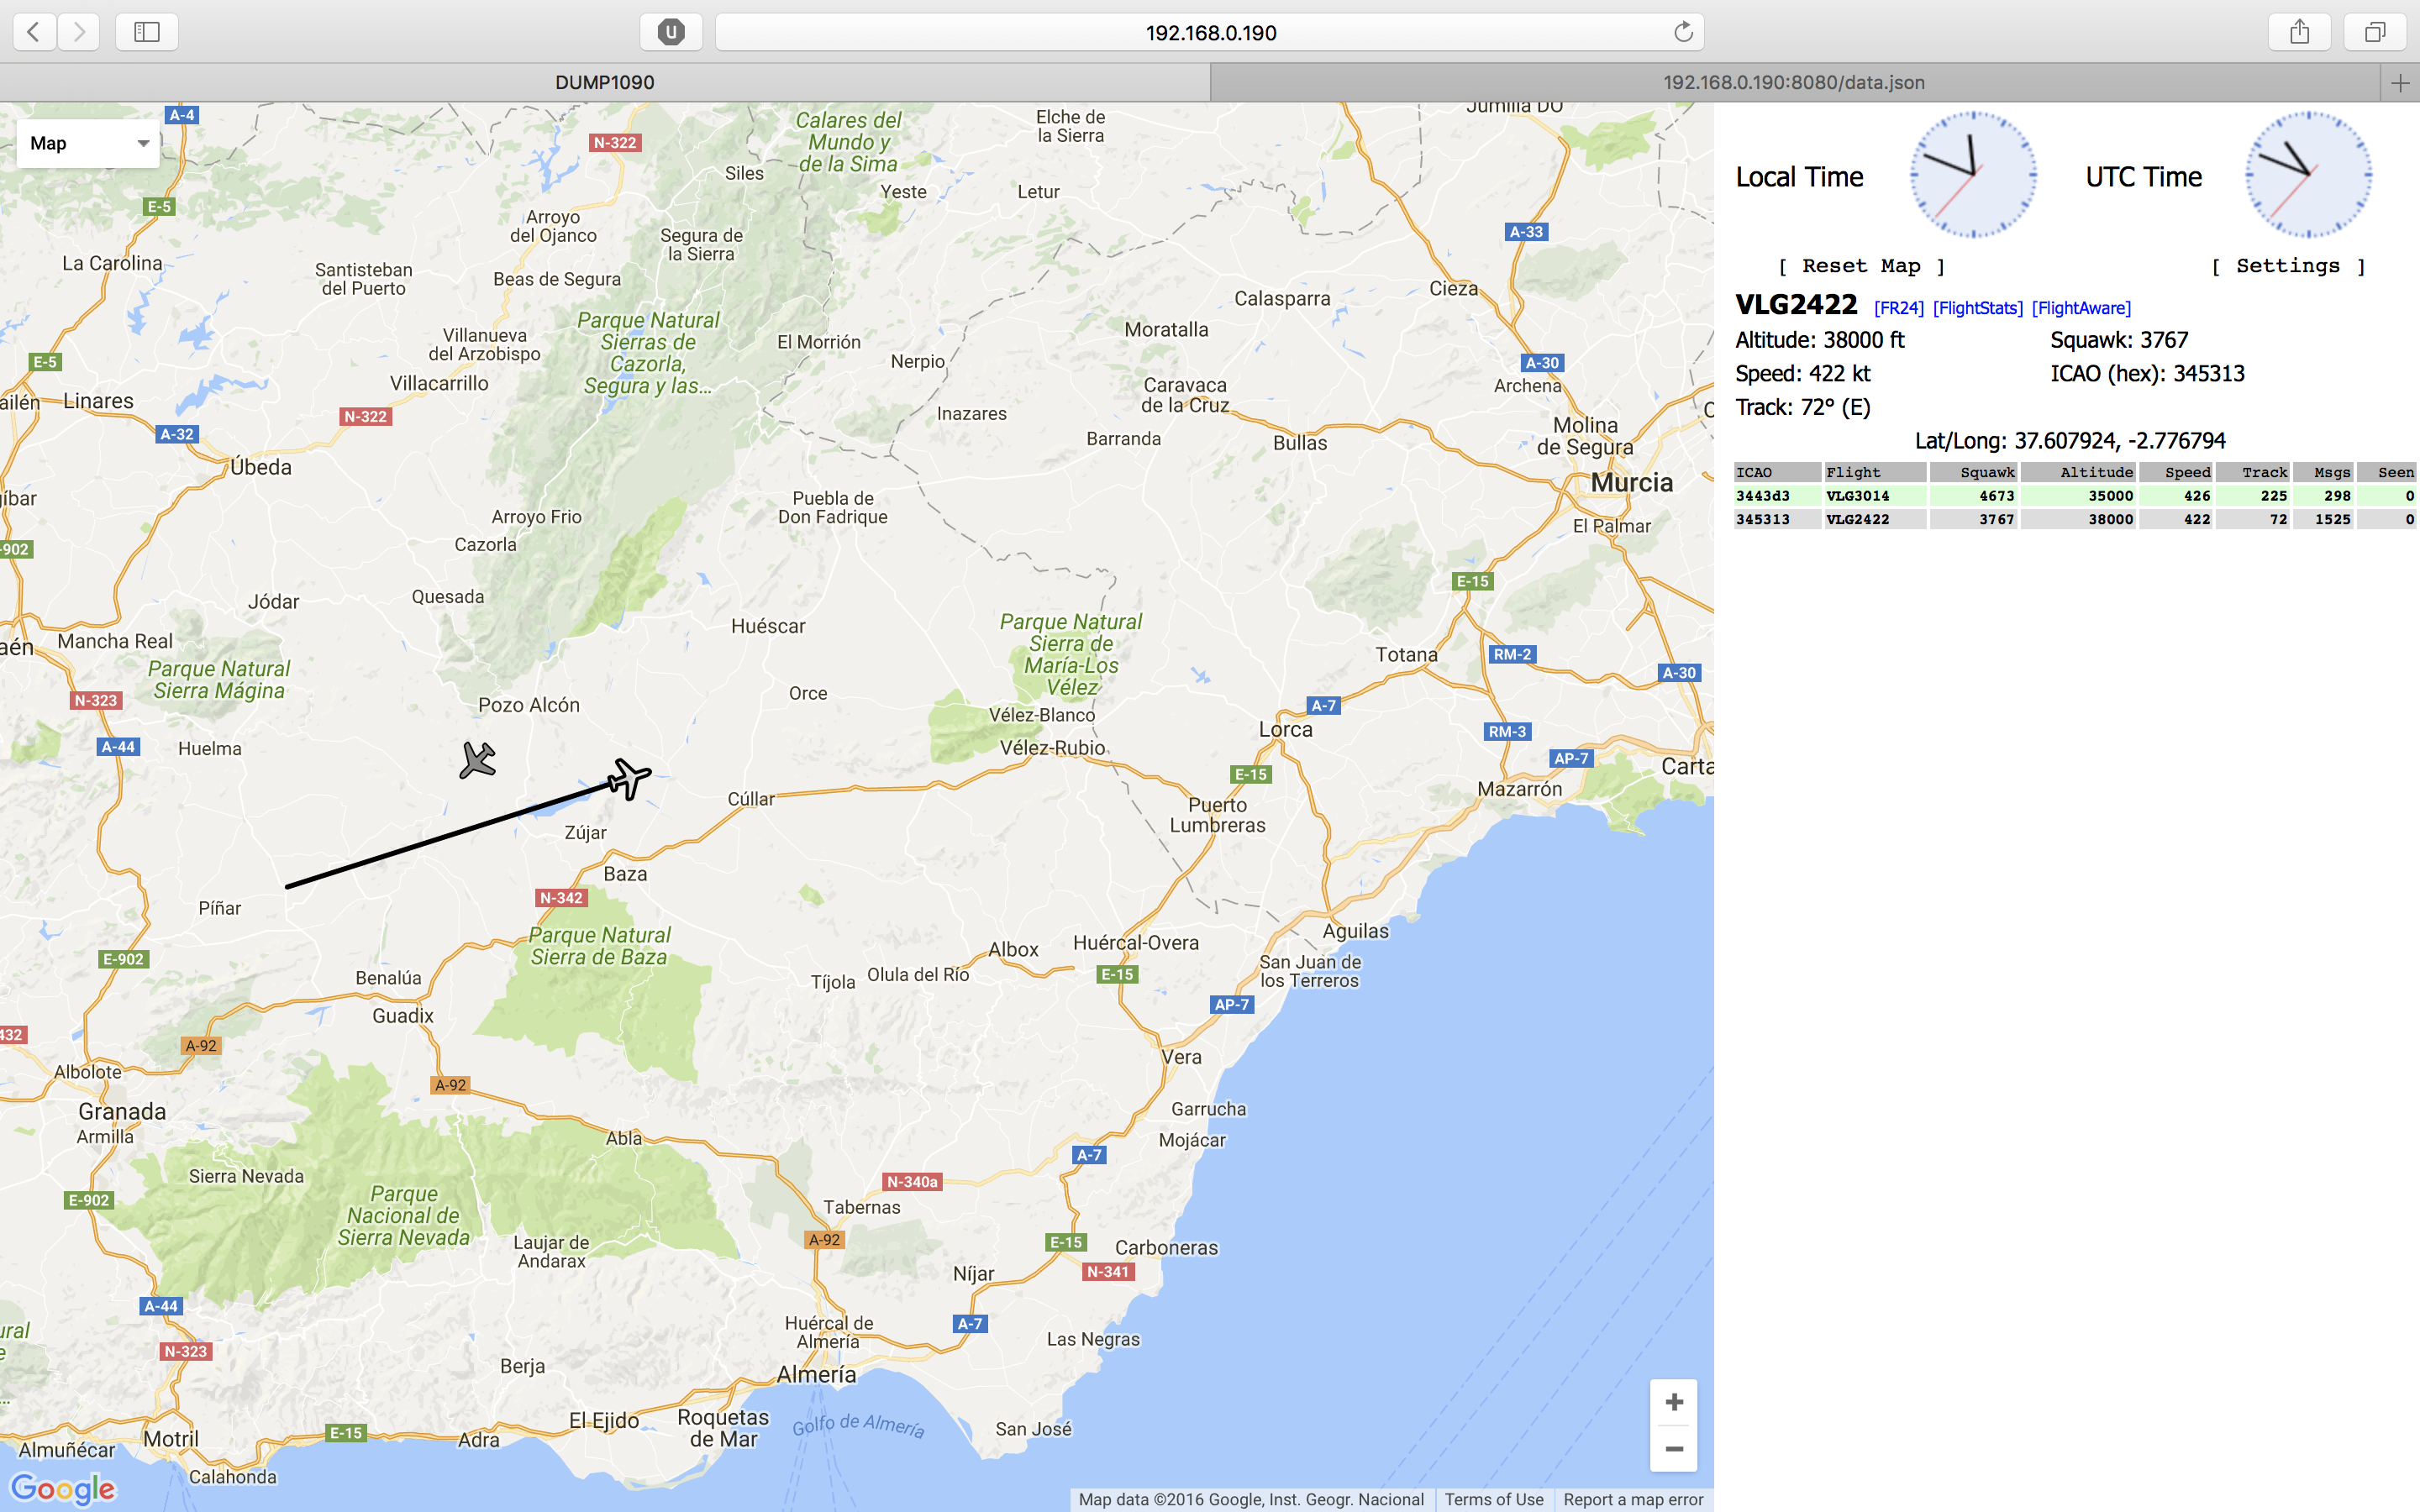 192.168.0.190
DUMP1090
192.168.0.190:8080/data.json
Map
A-4
N-322
Calares del
Mundo y
de la Sima
Elche de
la Sierra
Jumilla DO
Siles
Yeste
Letur
E-5
Arroyo
del Ojanco
Segura de
la Sierra
A-33
La Carolina
Santisteban
del Puerto
Beas de Segura
Cieza
Calasparra
Parque Natural
Sierras de
Cazorla,
Segura y las...
Villanueva
del Arzobispo
El Morrión
Moratalla
E-5
Nerpio
A-30
Villacarrillo
Caravaca
de la Cruz
Archena
ailén
Linares
N-322
Inazares
A-32
Barranda
Bullas
Molina
de Segura
Úbeda
Murcia
íbar
Puebla de
Don Fadrique
Arroyo Frio
El Palmar
-902
Cazorla
E-15
Jódar
Quesada
Huéscar
Parque Natural
Sierra de
María-Los
Vélez
aén
Mancha Real
Totana
RM-2
A-30
Parque Natural
Sierra Mágina
N-323
Orce
Pozo Alcón
A-7
Vélez-Blanco
Lorca
RM-3
A-44
Huelma
Vélez-Rubio
AP-7
Carta
E-15
Mazarrón
Cúllar
Puerto
Lumbreras
Zújar
Baza
N-342
Píñar
Parque Natural
Sierra de Baza
Aguilas
E-902
Albox
Huércal-Overa
Benalúa
Tíjola
Olula del Río
E-15
San Juan de
los Terreros
AP-7
Guadix
432
A-92
Vera
Albolote
A-92
Granada
Armilla
Garrucha
Abla
Mojácar
A-7
Sierra Nevada
N-340a
E-902
Parque
Nacional de
Sierra Nevada
Tabernas
A-92
Laujar de
Andarax
E-15
Carboneras
Níjar
N-341
A-44
ural
e
Huércal de
Almería
A-7
Las Negras
N-323
Berja
Almería
...
El Ejido
Roquetas
de Mar
Golfo de Almería
San José
E-15
Almuñécar
Motril
Adra
Calahonda
Google
Map data ©2016 Google, Inst. Geogr. Nacional
Terms of Use
Report a map error
Local Time
UTC Time
[ Reset Map ]
[ Settings ]
VLG2422 [FR24] [FlightStats] [FlightAware]
Altitude: 38000 ft Squawk: 3767
Speed: 422 kt ICAO (hex): 345313
Track: 72° (E)
Lat/Long: 37.607924, -2.776794
ICAO Flight Squawk Altitude Speed Track Msgs Seen
3443d3 VLG3014 4673 35000 426 225 298 0
345313 VLG2422 3767 38000 422 72 1525 0